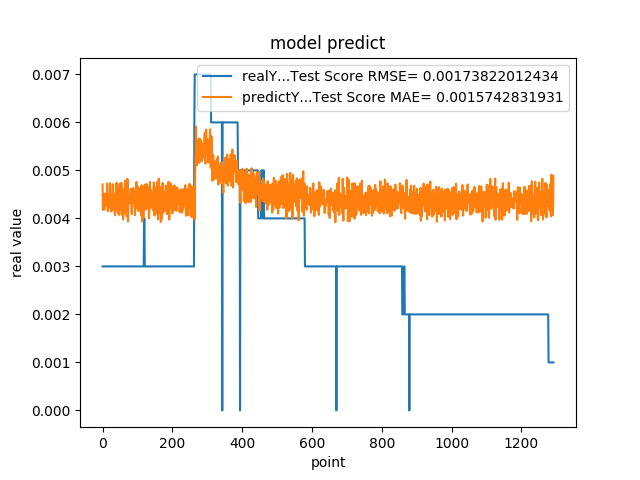 model predict
realY...Test Score RMSE= 0.00173822012434
predictY...Test Score MAE= 0.0015742831931
0.007
0.006
0.005
0.004
0.003
0.002
0.001
0.000
real value
0 200 400 600 800 1000 1200
point